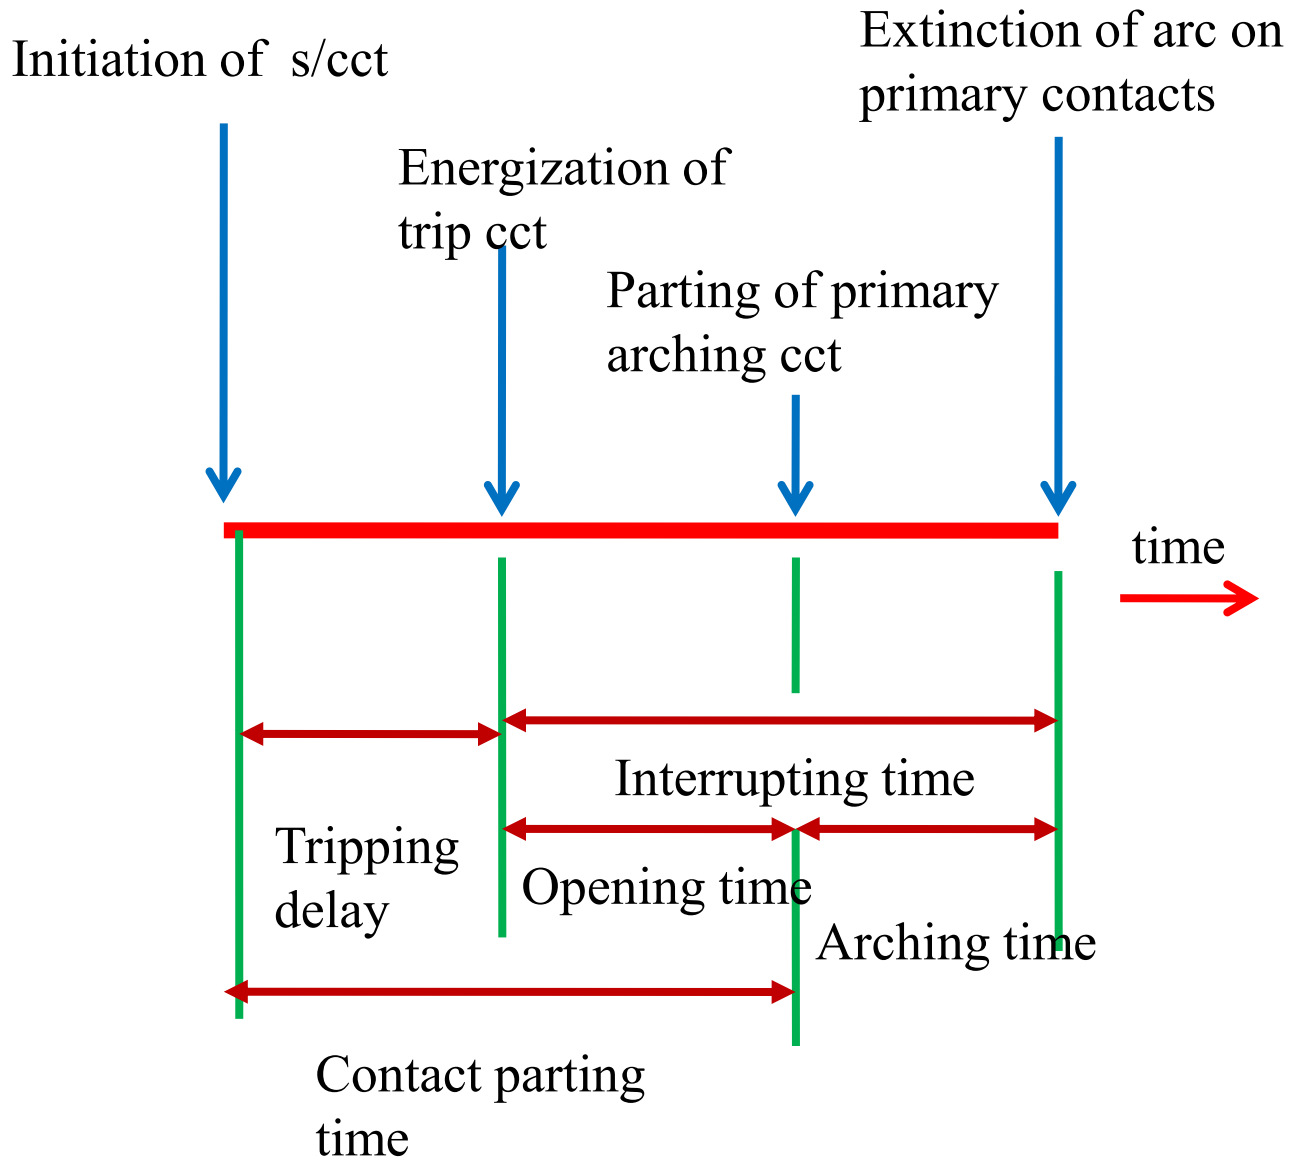 Initiation of s/cct
Extinction of arc on
primary contacts
Energization of
trip cct
Parting of primary
arching cct
time
Interrupting time
Tripping
delay
Opening time
Arching time
Contact parting
time